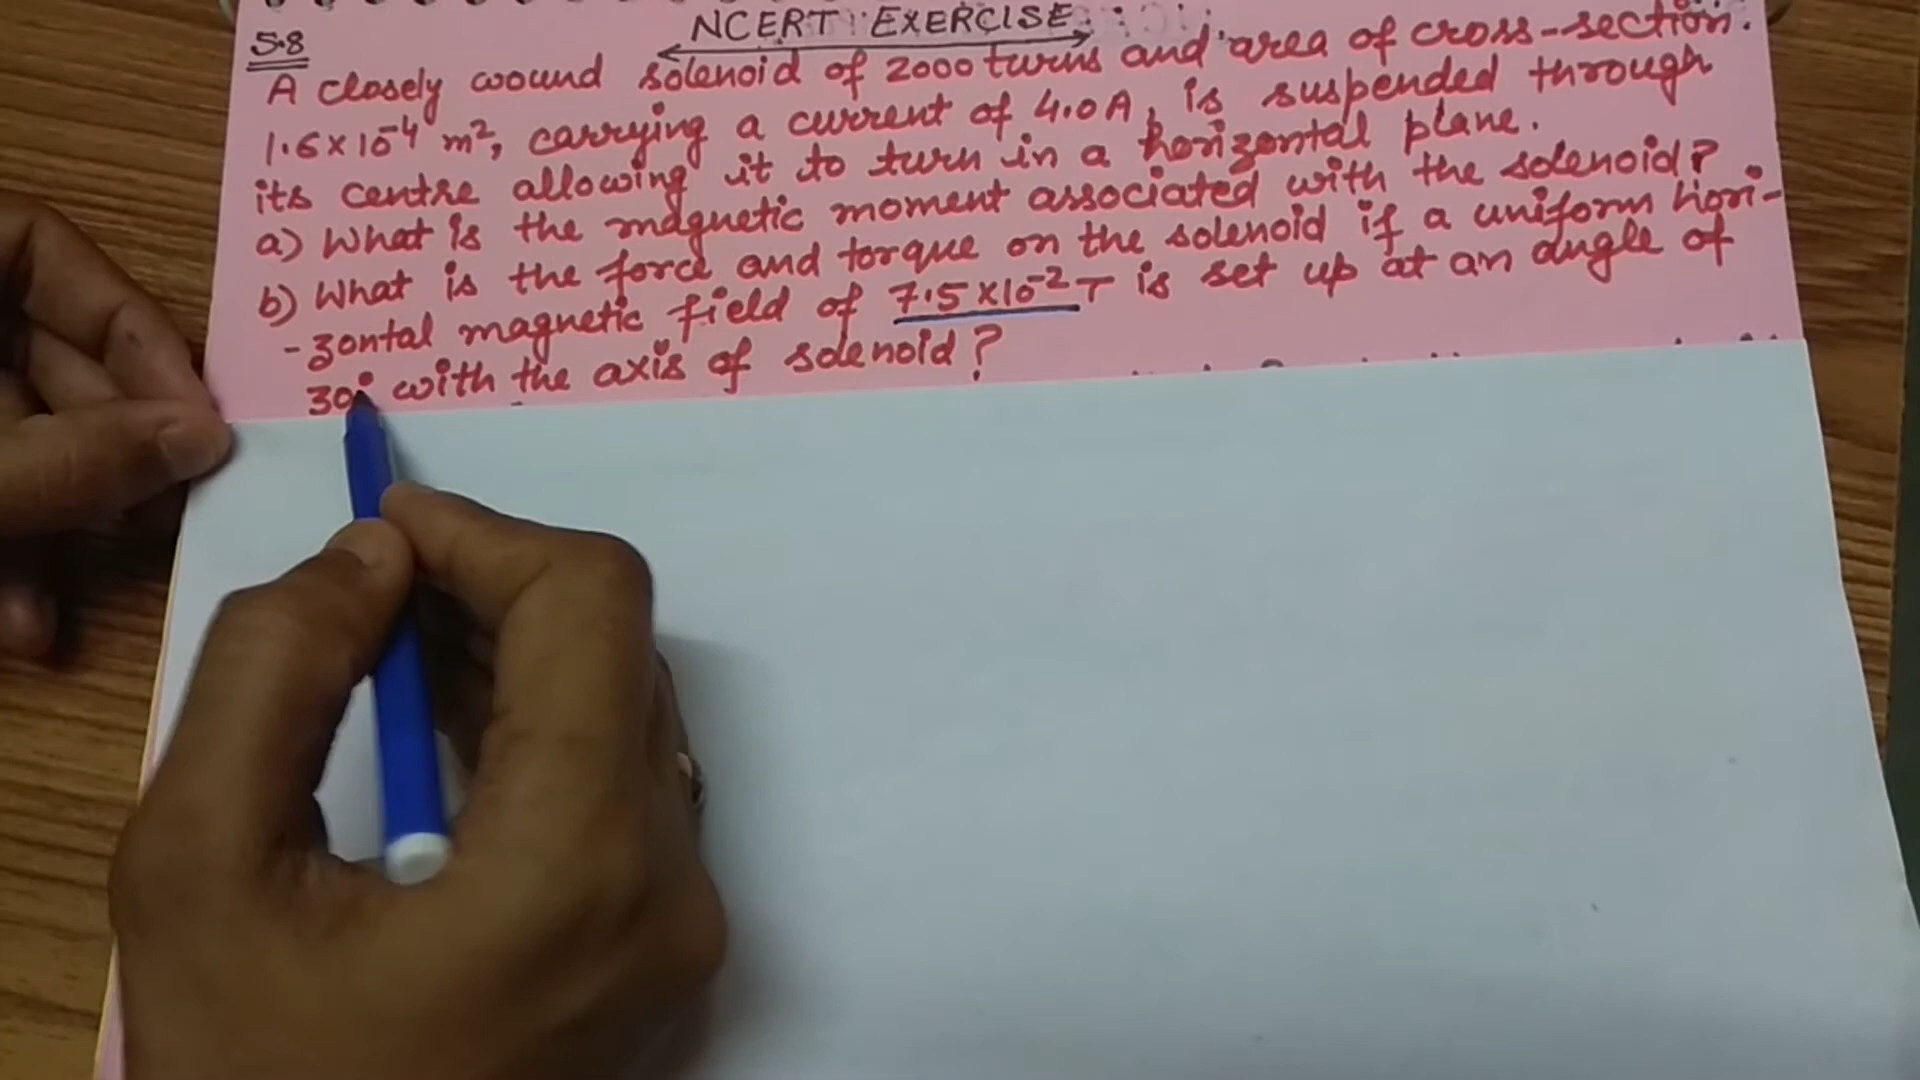 NCERT EXERCISE
5.8
A closely wound solenoid of 2000 turns and area of cross-section
1.6×10⁻⁴ m², carrying a current of 4.0A, is suspended through
its centre allowing it to turn in a horizontal plane.
a) What is the magnetic moment associated with the solenoid?
b) What is the force and torque on the solenoid if a uniform hori-
-zontal magnetic field of 7.5×10⁻² T is set up at an angle of
30° with the axis of solenoid?